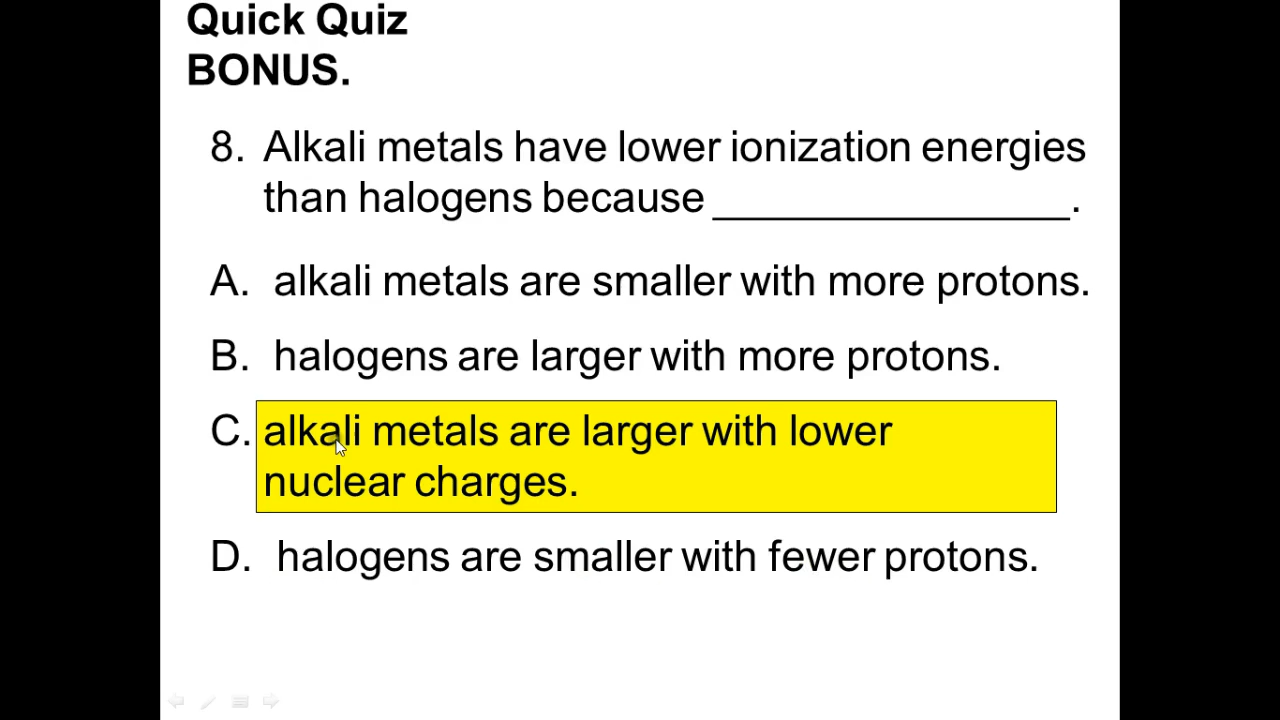 Quick Quiz
BONUS.
8. Alkali metals have lower ionization energies
than halogens because _______________.
A. alkali metals are smaller with more protons.
B. halogens are larger with more protons.
C. alkali metals are larger with lower
nuclear charges.
D. halogens are smaller with fewer protons.